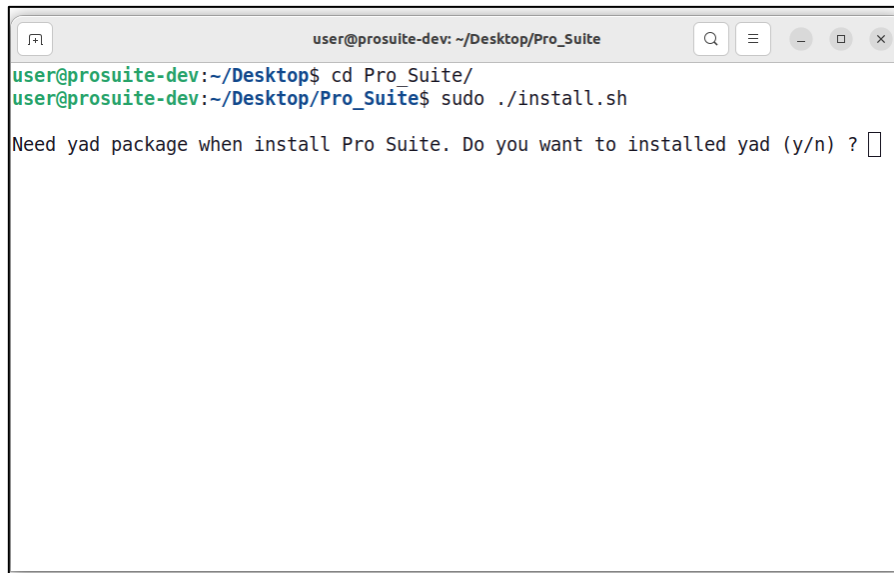 user@prosuite-dev: ~/Desktop/Pro_Suite
user@prosuite-dev:~/Desktop$ cd Pro_Suite/
user@prosuite-dev:~/Desktop/Pro_Suite$ sudo ./install.sh
Need yad package when install Pro Suite. Do you want to installed yad (y/n) ?